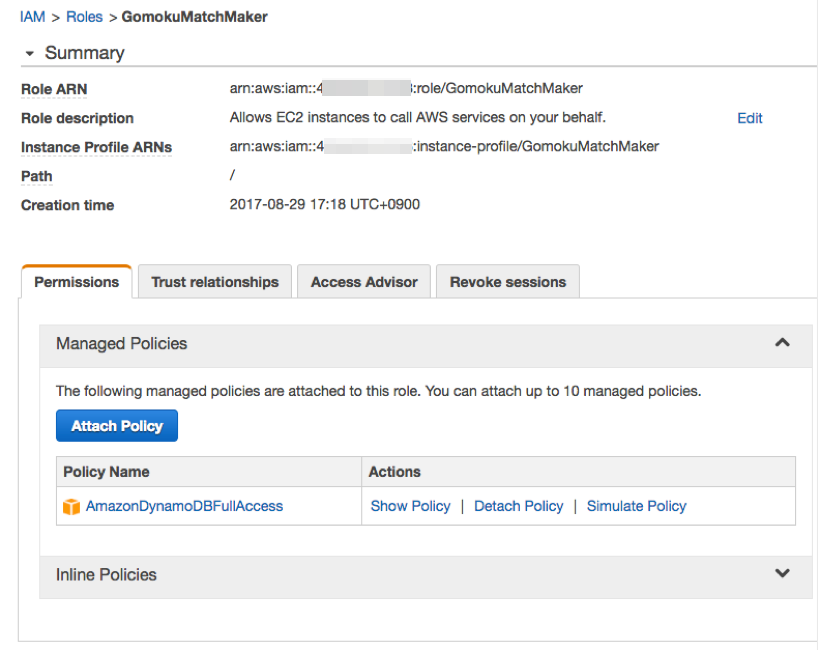 IAM > Roles > GomokuMatchMaker
Summary
Role ARN arn:aws:iam::4 :role/GomokuMatchMaker
Role description Allows EC2 instances to call AWS services on your behalf. Edit
Instance Profile ARNs arn:aws:iam::4 :instance-profile/GomokuMatchMaker
Path /
Creation time 2017-08-29 17:18 UTC+0900
Permissions Trust relationships Access Advisor Revoke sessions
Managed Policies
The following managed policies are attached to this role. You can attach up to 10 managed policies.
Attach Policy
Policy Name Actions
AmazonDynamoDBFullAccess Show Policy | Detach Policy | Simulate Policy
Inline Policies